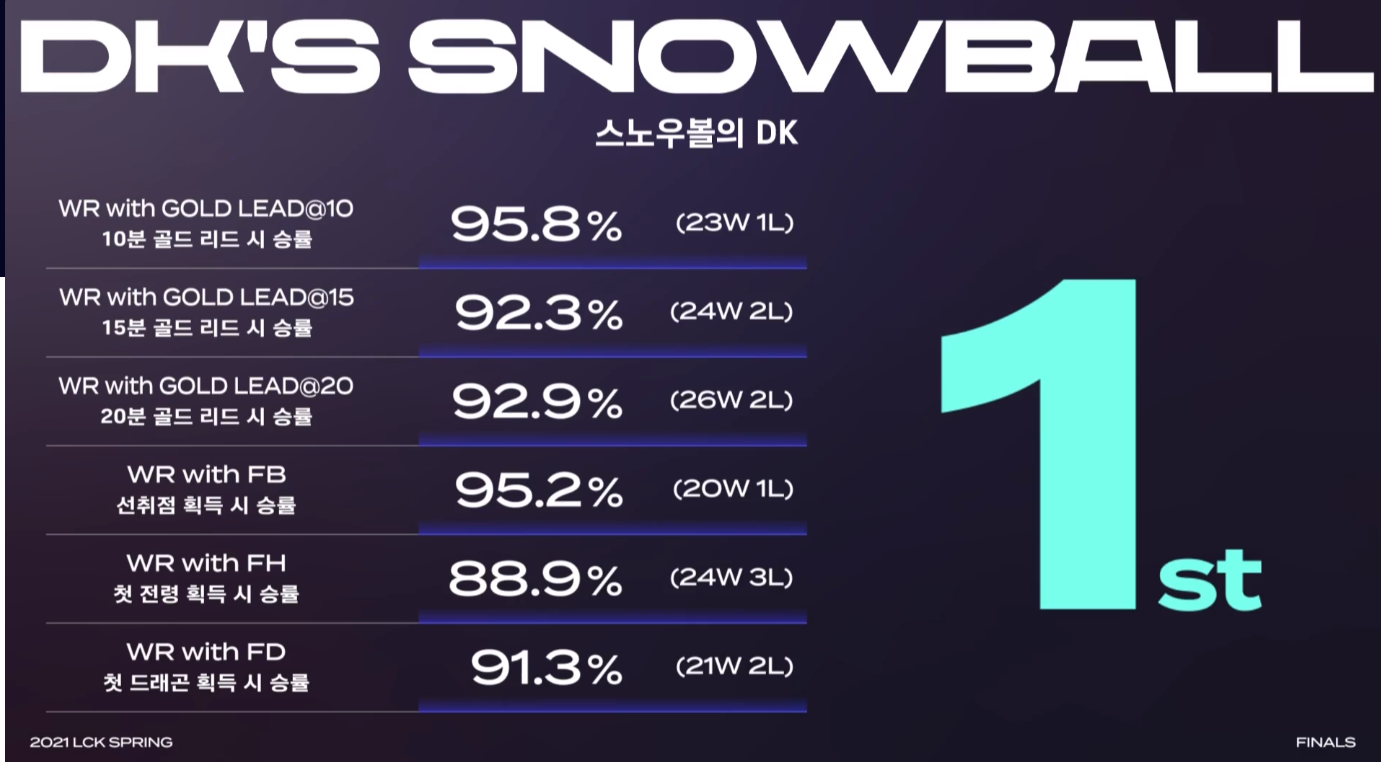 DK'S SNOWBALL
스노우볼의 DK
WR with GOLD LEAD@10
10분 골드 리드 시 승률
95.8% (23W 1L)
WR with GOLD LEAD@15
15분 골드 리드 시 승률
92.3% (24W 2L)
WR with GOLD LEAD@20
20분 골드 리드 시 승률
92.9% (26W 2L)
WR with FB
선취점 획득 시 승률
95.2% (20W 1L)
WR with FH
첫 전령 획득 시 승률
88.9% (24W 3L)
WR with FD
첫 드래곤 획득 시 승률
91.3% (21W 2L)
1st
2021 LCK SPRING
FINALS